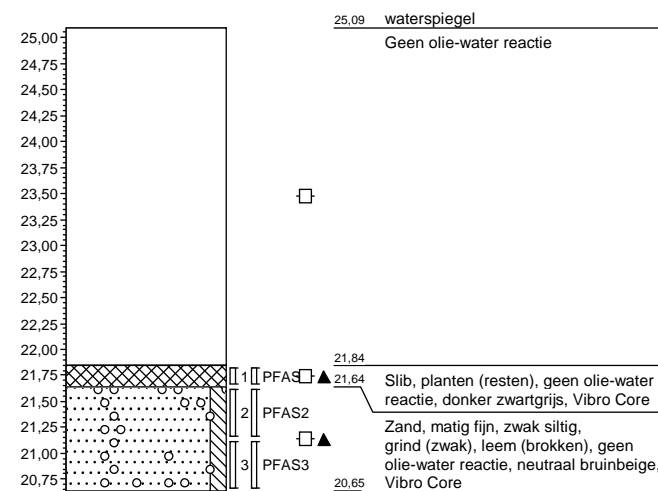 25,09 waterspiegel
Geen olie-water reactie
25,00
24,75
24,50
24,25
24,00
23,75
23,50
23,25
23,00
22,75
22,50
22,25
22,00
21,75
21,50
21,25
21,00
20,75
21,84
1 PFAS
21,64 Slib, planten (resten), geen olie-water
reactie, donker zwartgrijs, Vibro Core
2 PFAS2
Zand, matig fijn, zwak siltig,
grind (zwak), leem (brokken), geen
olie-water reactie, neutraal bruinbeige,
3 PFAS3
20,65 Vibro Core